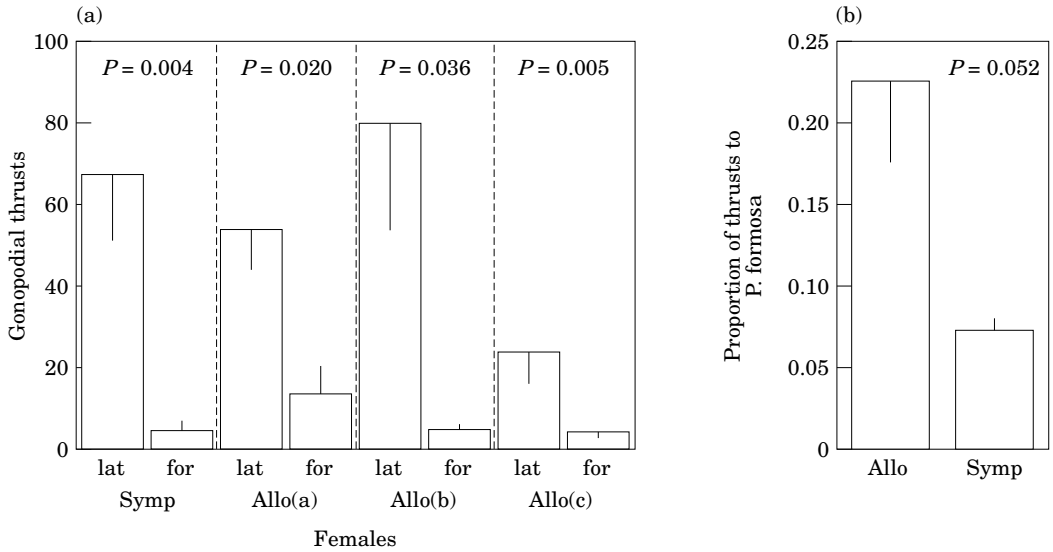 (a)
100
80
60
40
20
0
Gonopodial thrusts
P = 0.004 P = 0.020 P = 0.036 P = 0.005
lat for lat for lat for lat for
Symp Allo(a) Allo(b) Allo(c)
Females
(b)
0.25
0.20
0.15
0.10
0.05
0
Proportion of thrusts to
P. formosa
P = 0.052
Allo Symp